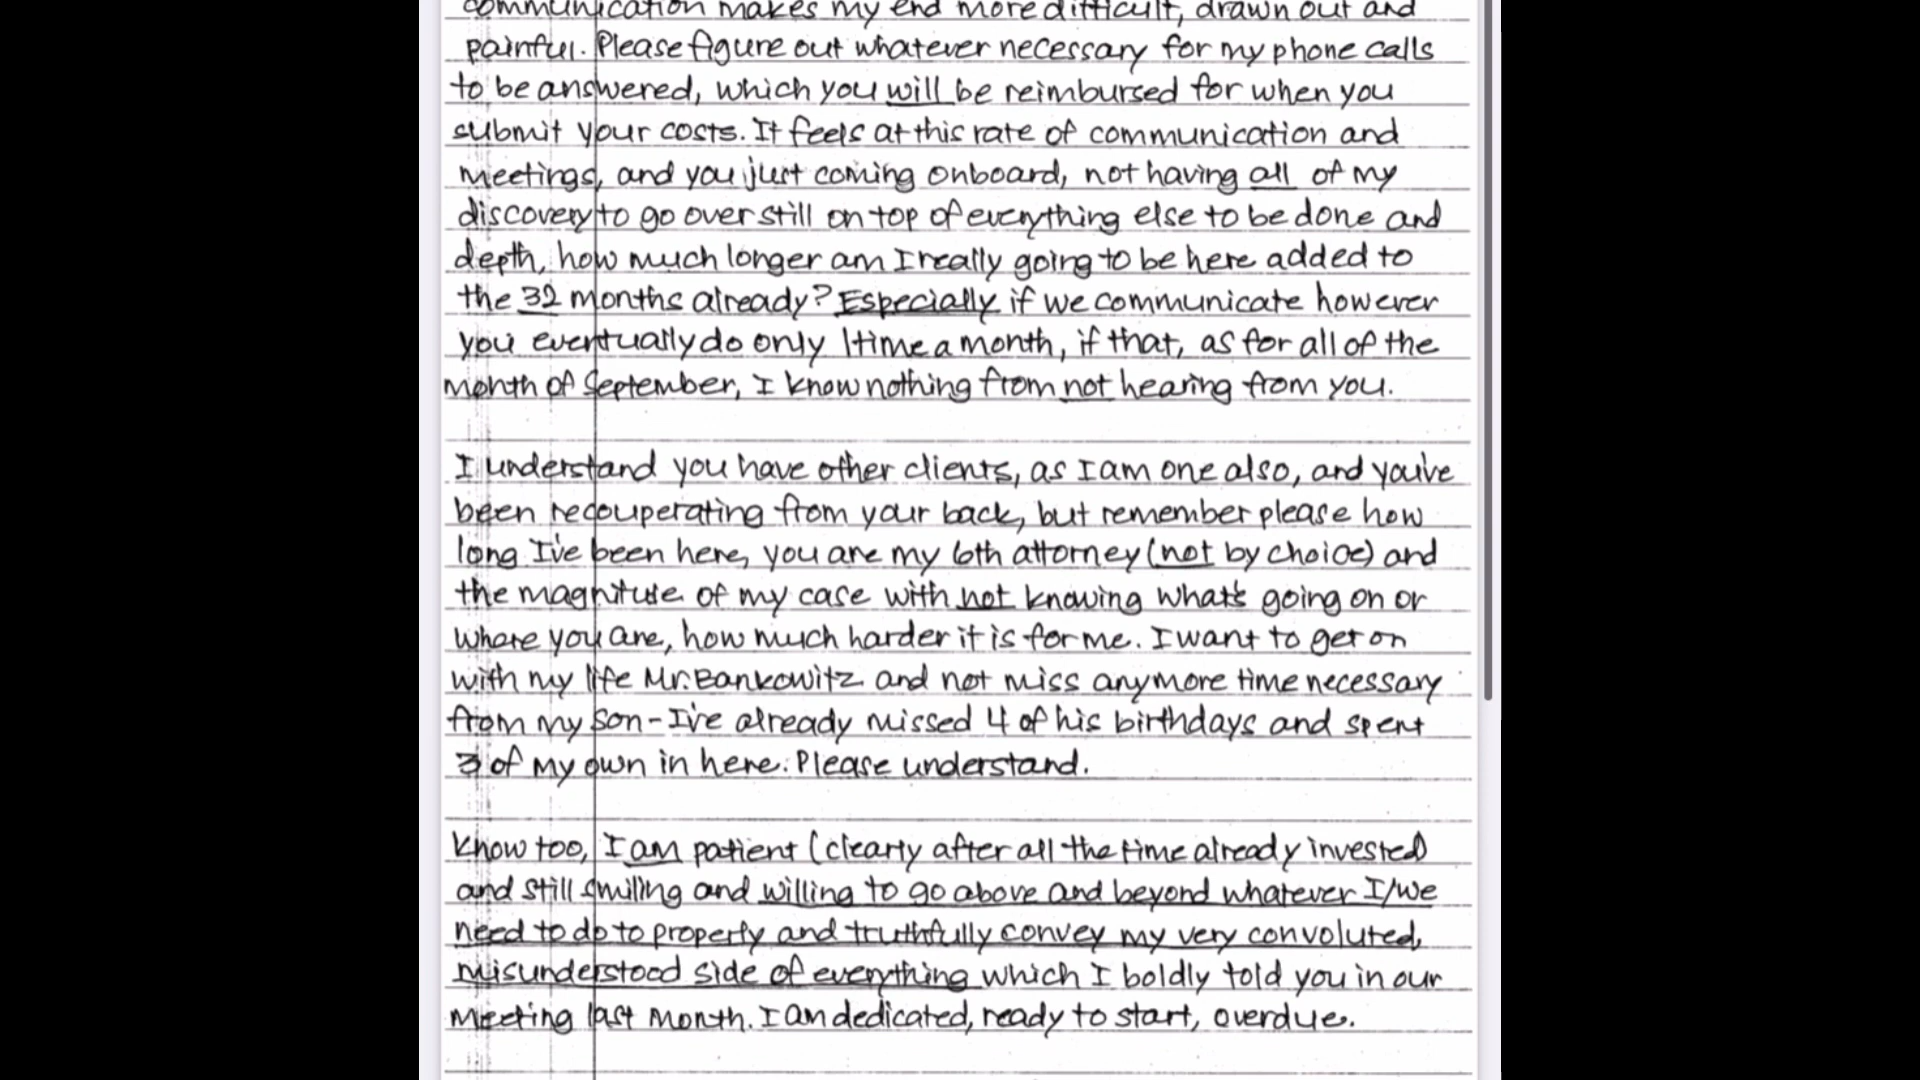 communication makes my end more difficult, drawn out and
painful. Please figure out whatever necessary for my phone calls
to be answered, which you will be reimbursed for when you
submit your costs. It feels at this rate of communication and
meetings, and you just coming onboard, not having all of my
discovery to go over still on top of everything else to be done and
depth, how much longer am I really going to be here added to
the 32 months already? Especially if we communicate however
you eventually do only 1 time a month, if that, as for all of the
month of September, I know nothing from not hearing from you.
I understand you have other clients, as I am one also, and you've
been recouperating from your back, but remember please how
long I've been here, you are my 6th attorney (not by choice) and
the magnitude of my case with not knowing what's going on or
where you are, how much harder it is for me. I want to get on
with my life Mr. Bankowitz and not miss anymore time necessary
from my son - I've already missed 4 of his birthdays and spent
3 of my own in here. Please understand.
Know too, I am patient (clearly after all the time already invested)
and still smiling and willing to go above and beyond whatever I/we
need to do to properly and truthfully convey my very convoluted,
misunderstood side of everything which I boldly told you in our
meeting last month. I am dedicated, ready to start, overdue.